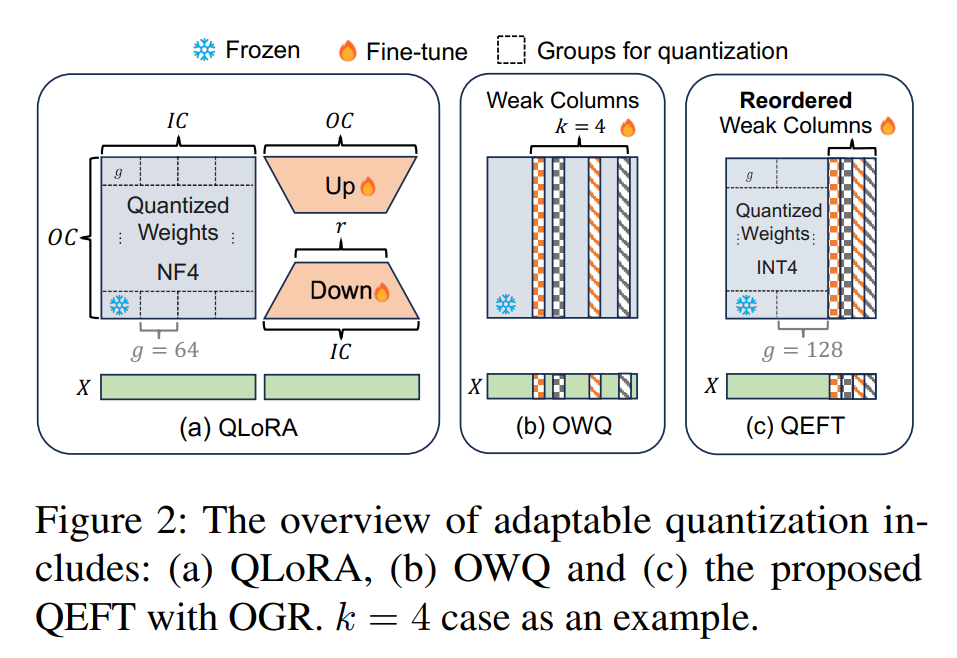 Frozen Fine-tune Groups for quantization
IC
OC
OC
g
Quantized
Weights
NF4
g = 64
Up
r
Down
IC
X
(a) QLoRA
Weak Columns
k = 4
X
(b) OWQ
Reordered
Weak Columns
g
Quantized
Weights
INT4
g = 128
X
(c) QEFT
Figure 2: The overview of adaptable quantization in-
cludes: (a) QLoRA, (b) OWQ and (c) the proposed
QEFT with OGR. k = 4 case as an example.